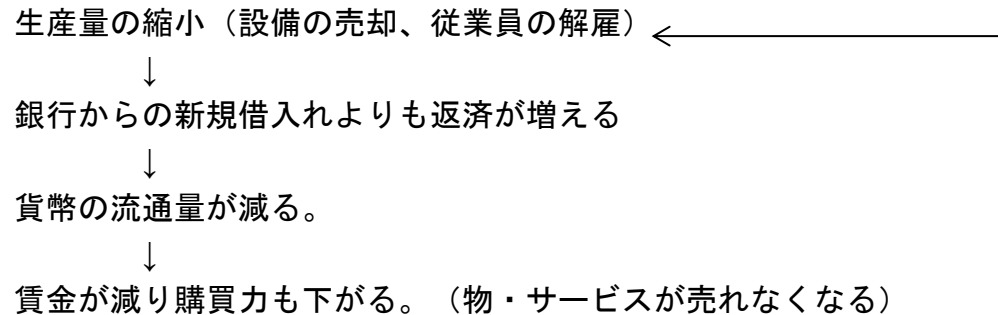 生産量の縮小（設備の売却、従業員の解雇）
↓
銀行からの新規借入れよりも返済が増える
↓
貨幣の流通量が減る。
↓
賃金が減り購買力も下がる。（物・サービスが売れなくなる）